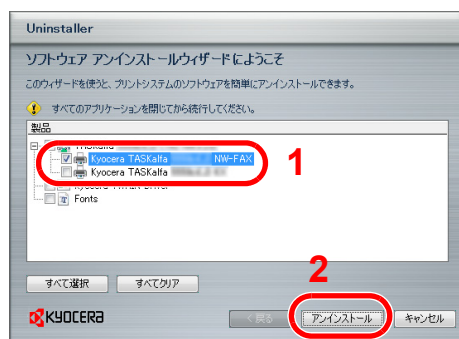 Uninstaller
ソフトウェア アンインストールウィザードにようこそ
このウィザードを使うと、プリントシステムのソフトウェアを簡単にアンインストールできます。
すべてのアプリケーションを閉じてから続行してください。
製品
TASKalfa
Kyocera TASKalfa NW-FAX
1
Kyocera TASKalfa
Kyocera TWAIN Driver
Fonts
すべて選択 すべてクリア
2
KYOCERA
< 戻る アンインストール キャンセル